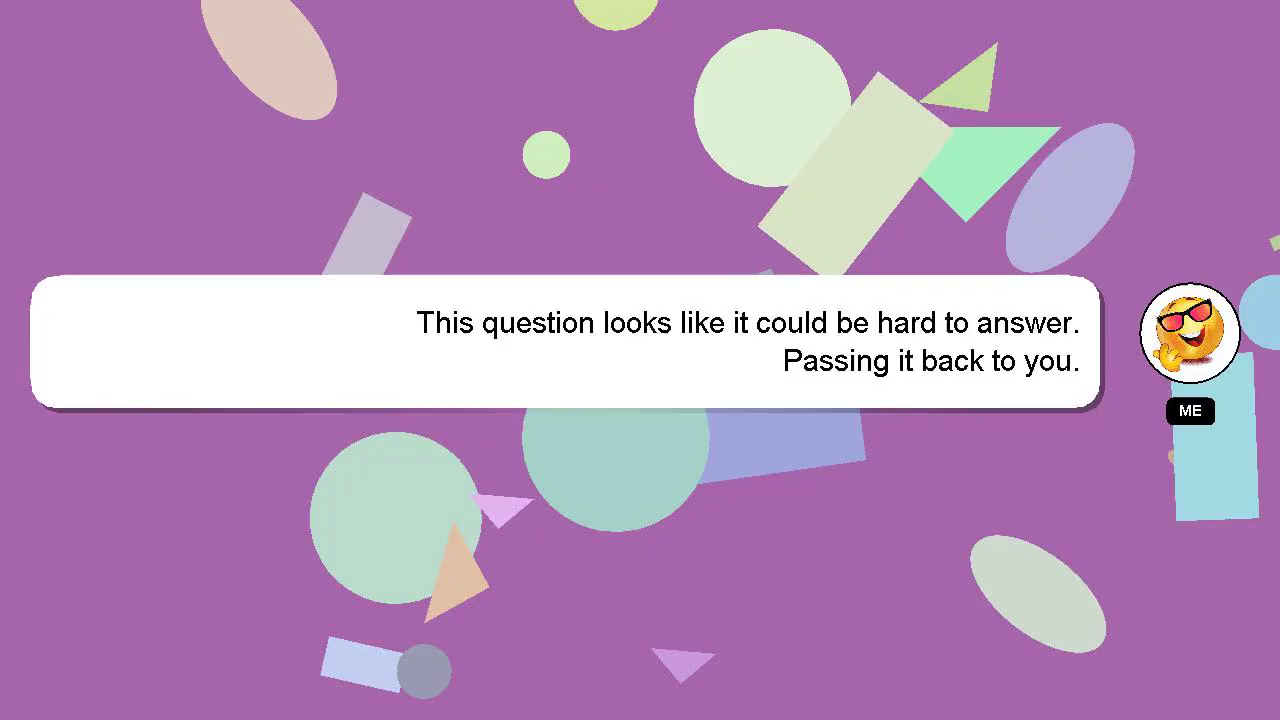 This question looks like it could be hard to answer.
Passing it back to you.
ME